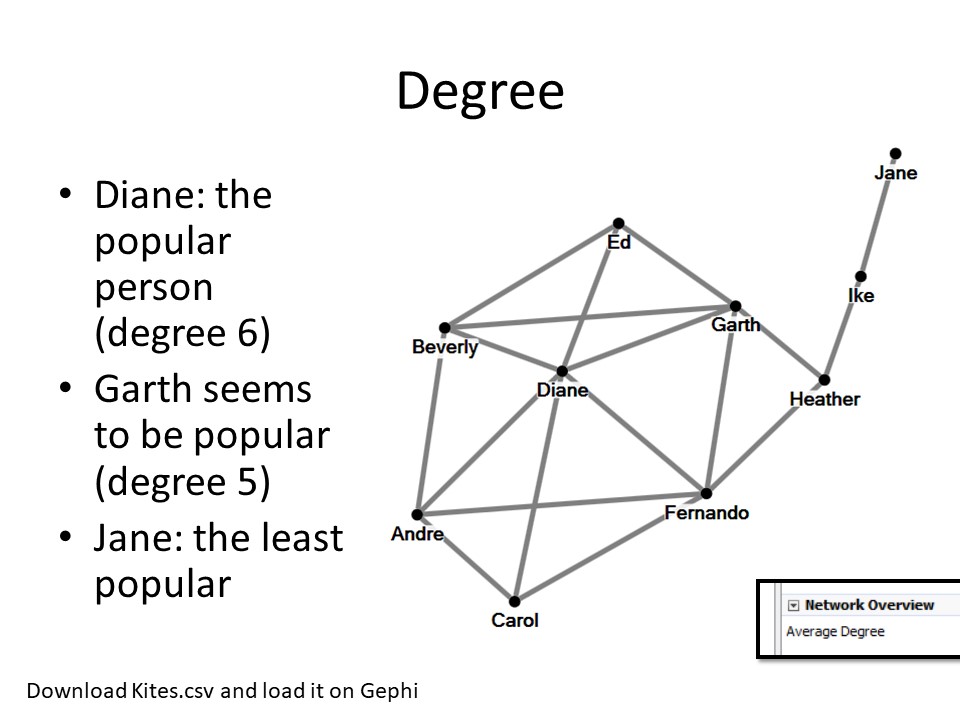 Degree
• Diane: the
popular
person
(degree 6)
• Garth seems
to be popular
(degree 5)
• Jane: the least
popular
Jane
Ed
Ike
Garth
Beverly
Diane
Heather
Fernando
Andre
Carol
Network Overview
Average Degree
Download Kites.csv and load it on Gephi